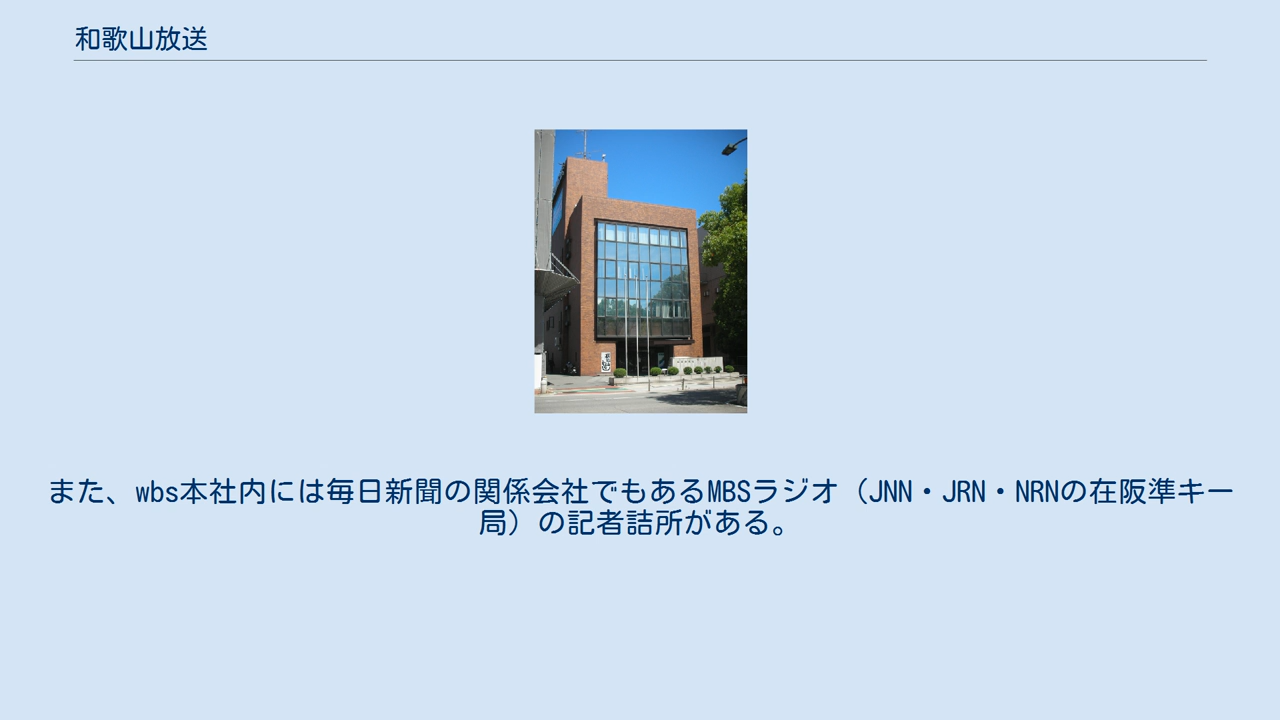 和歌山放送
また、wbs本社内には毎日新聞の関係会社でもあるMBSラジオ（JNN・JRN・NRNの在阪準キー
局）の記者詰所がある。